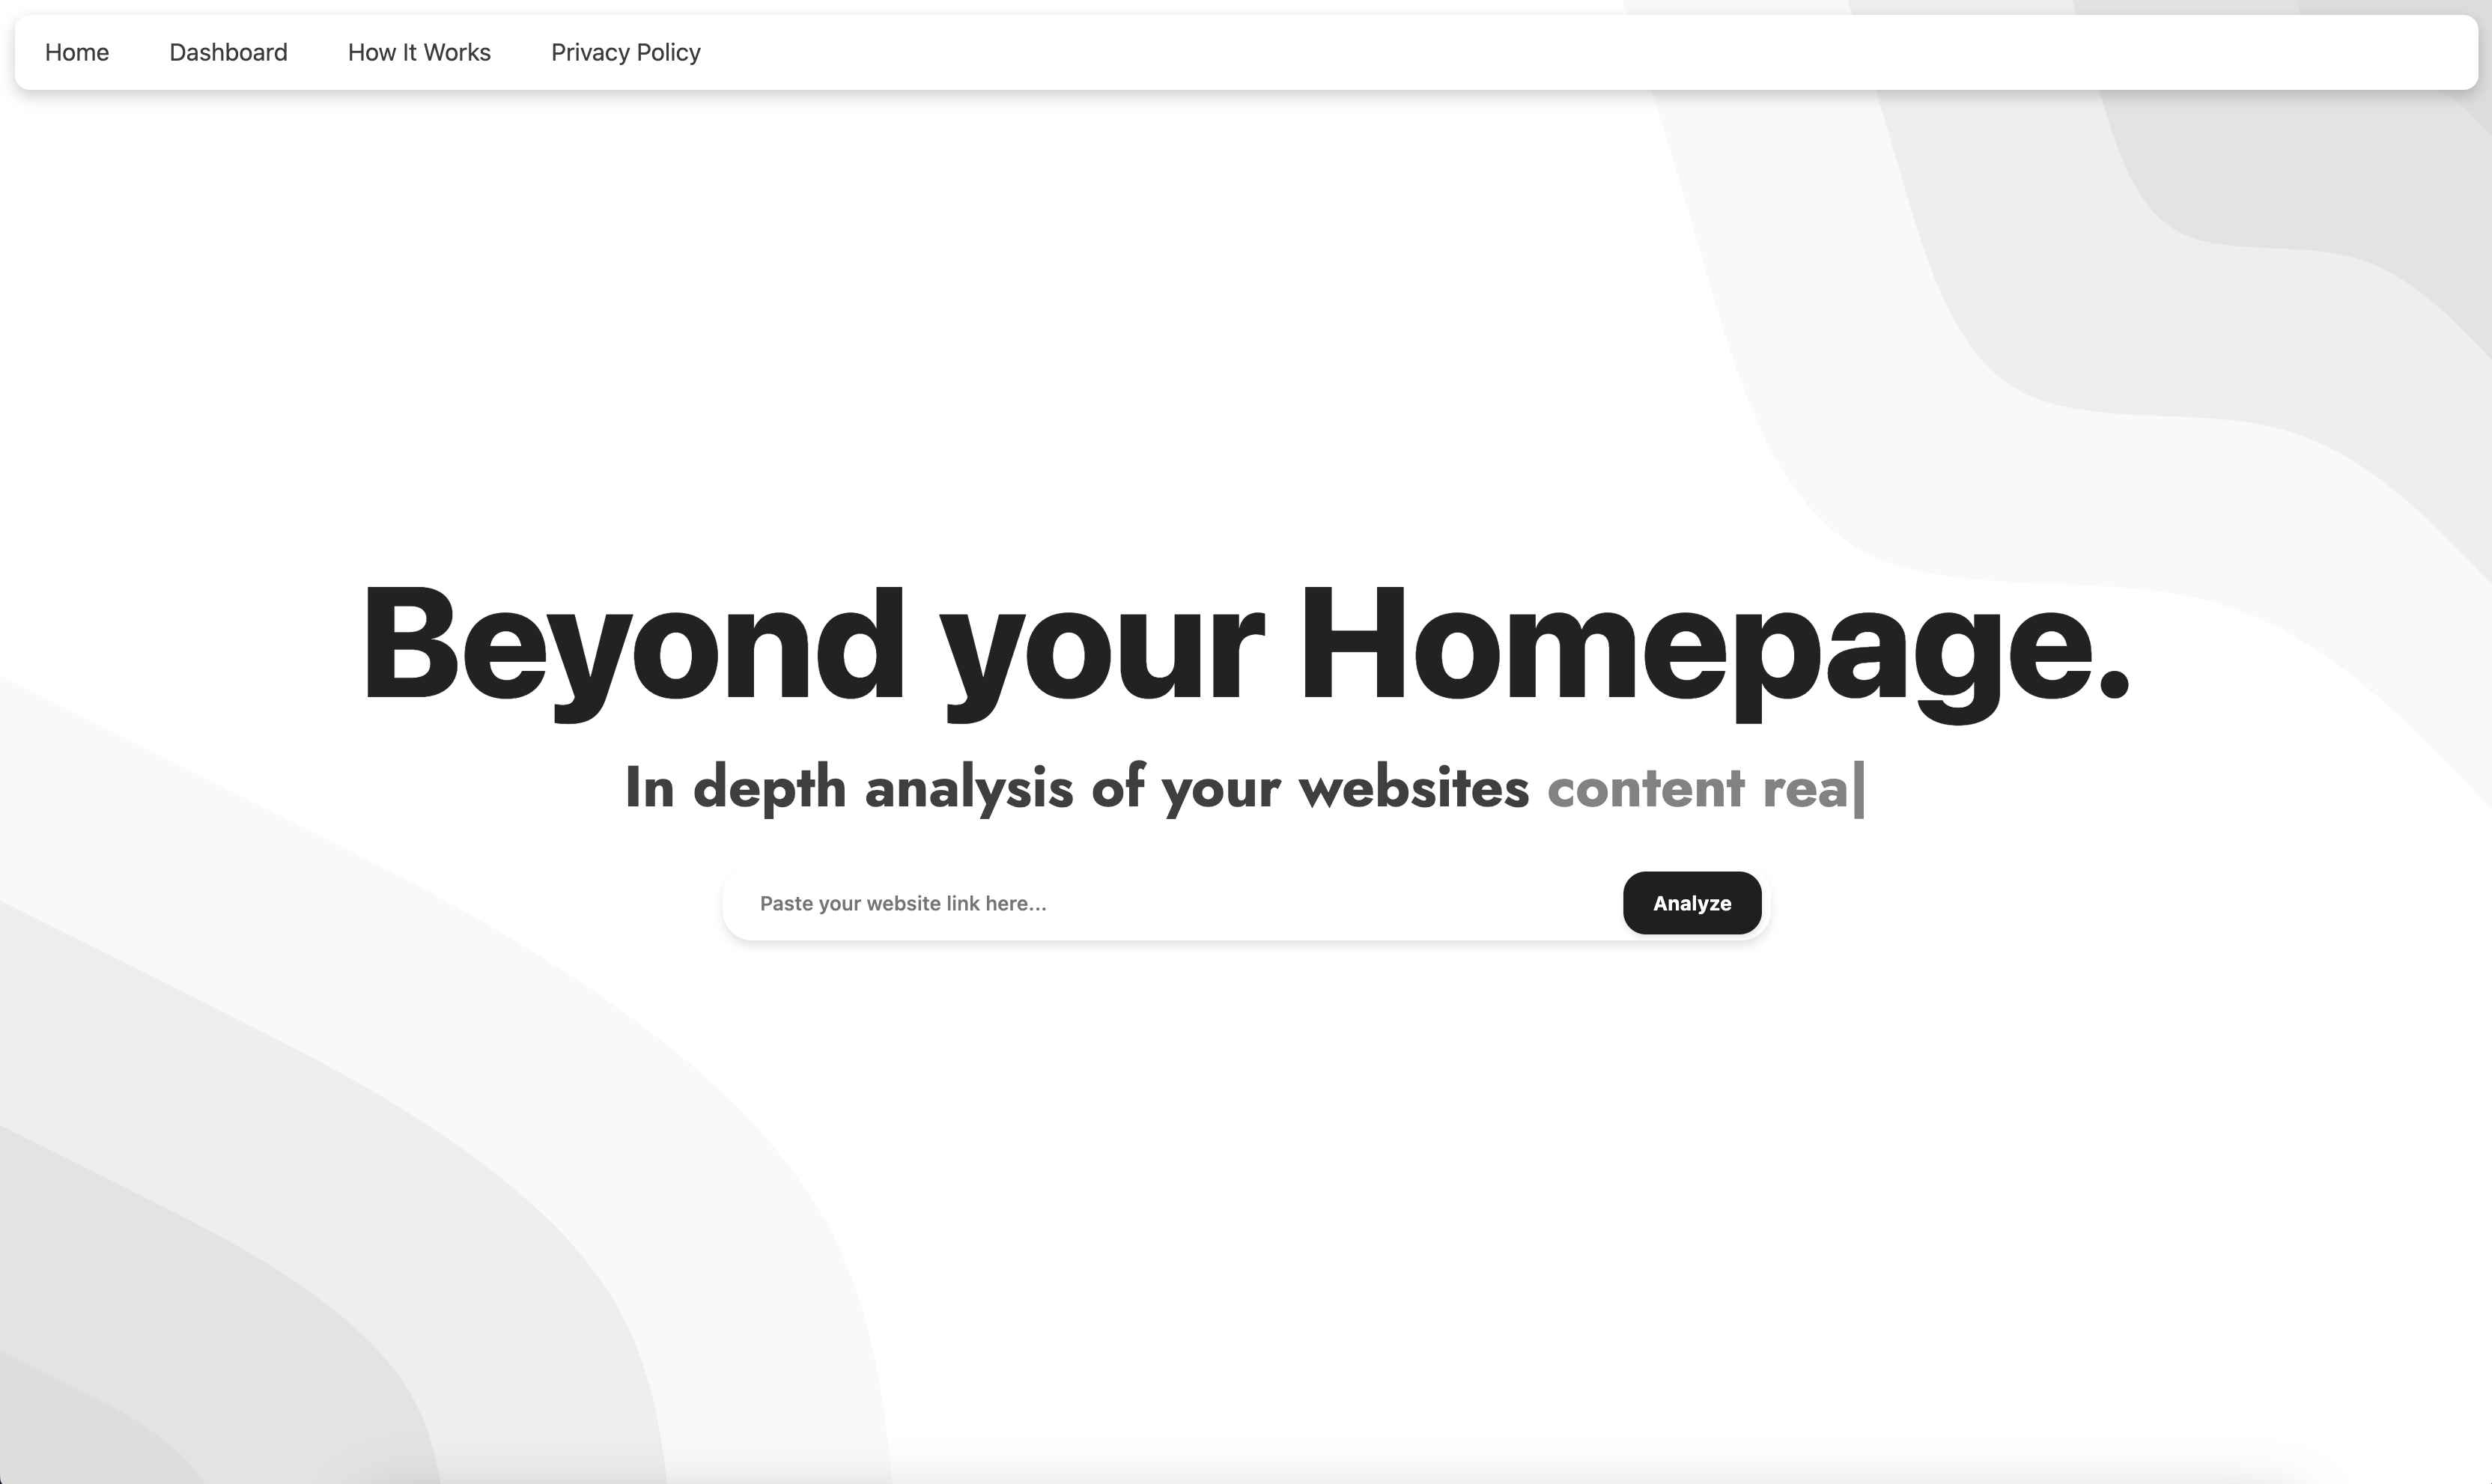 Home Dashboard How It Works Privacy Policy
Beyond your Homepage.
In depth analysis of your websites content rea
Paste your website link here... Analyze